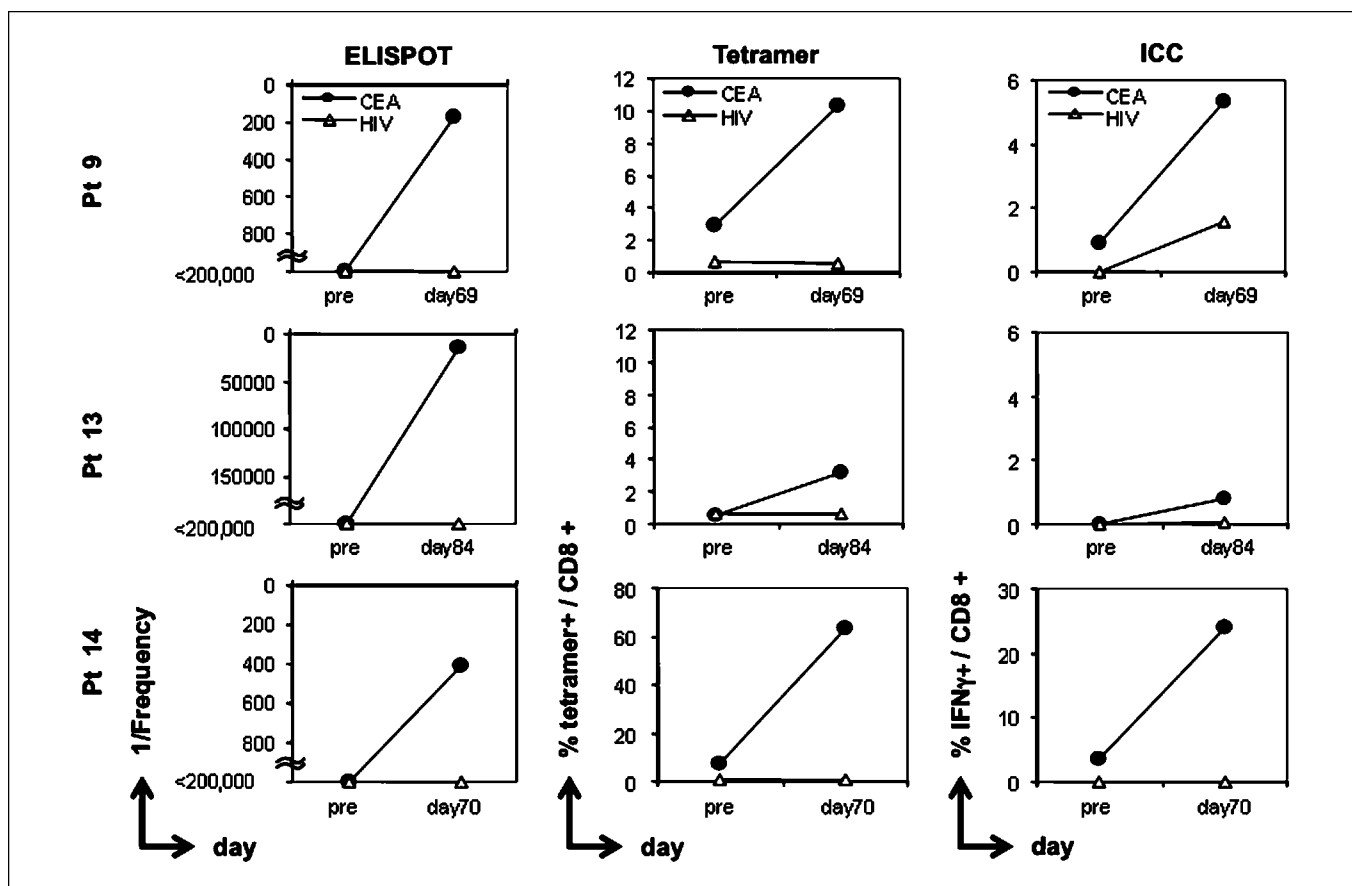 ELISPOT Tetramer ICC
Pt 9
0
200
400
600
800
<200,000
CEA
HIV
pre day69
12
10
8
6
4
2
0
CEA
HIV
pre day69
6
4
2
0
CEA
HIV
pre day69
Pt 13
0
50000
100000
150000
<200,000
pre day84
12
10
8
6
4
2
0
pre day84
6
4
2
0
pre day84
Pt 14
1/Frequency
0
200
400
600
800
<200,000
pre day70
% tetramer+ / CD8 +
80
60
40
20
0
pre day70
% IFNγ+ / CD8 +
30
20
10
0
pre day70
day day day